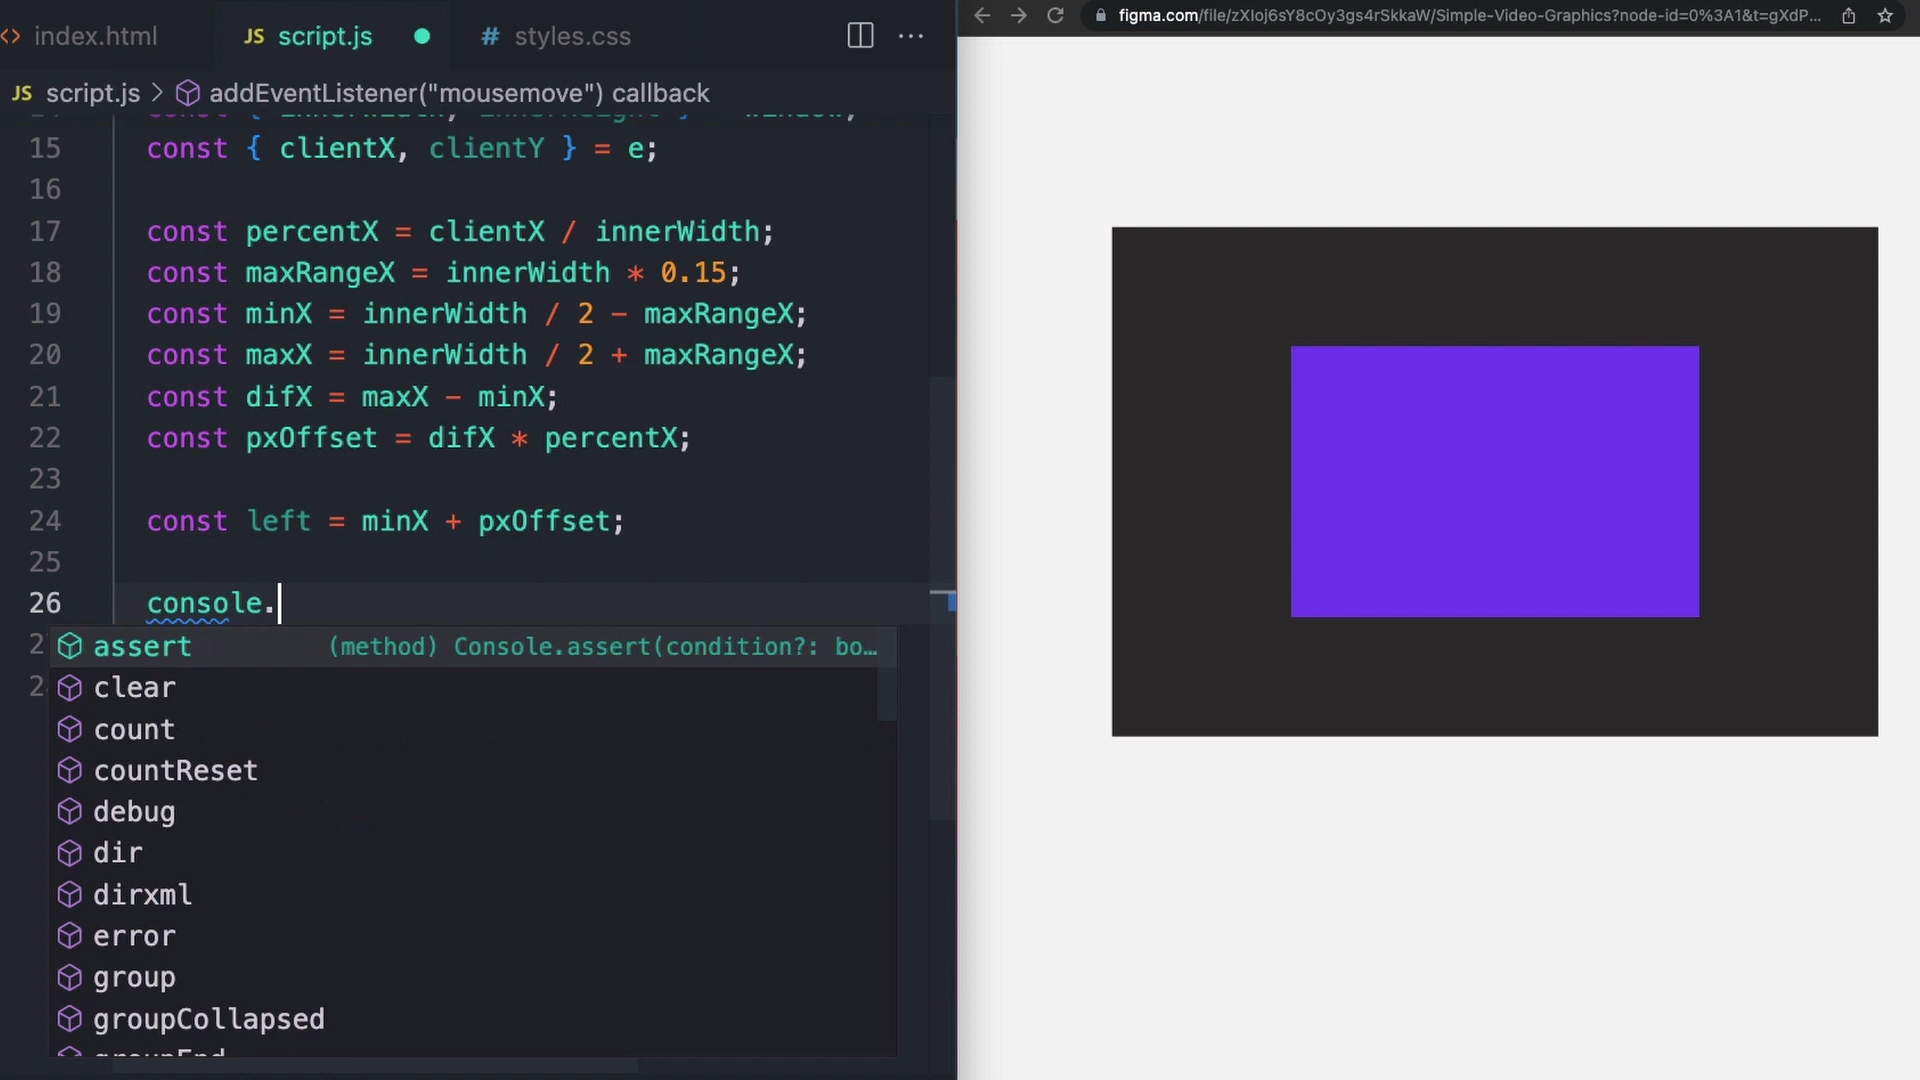 index.html
JS script.js
# styles.css
JS script.js > addEventListener("mousemove") callback
15 const { clientX, clientY } = e;
16
17 const percentX = clientX / innerWidth;
18 const maxRangeX = innerWidth * 0.15;
19 const minX = innerWidth / 2 - maxRangeX;
20 const maxX = innerWidth / 2 + maxRangeX;
21 const difX = maxX - minX;
22 const pxOffset = difX * percentX;
23
24 const left = minX + pxOffset;
25
26 console.
assert (method) Console.assert(condition?: bo…
clear
count
countReset
debug
dir
dirxml
error
group
groupCollapsed
groupEnd
figma.com/file/zXIoj6sY8cOy3gs4rSkkaW/Simple-Video-Graphics?node-id=0%3A1&t=gXdP...